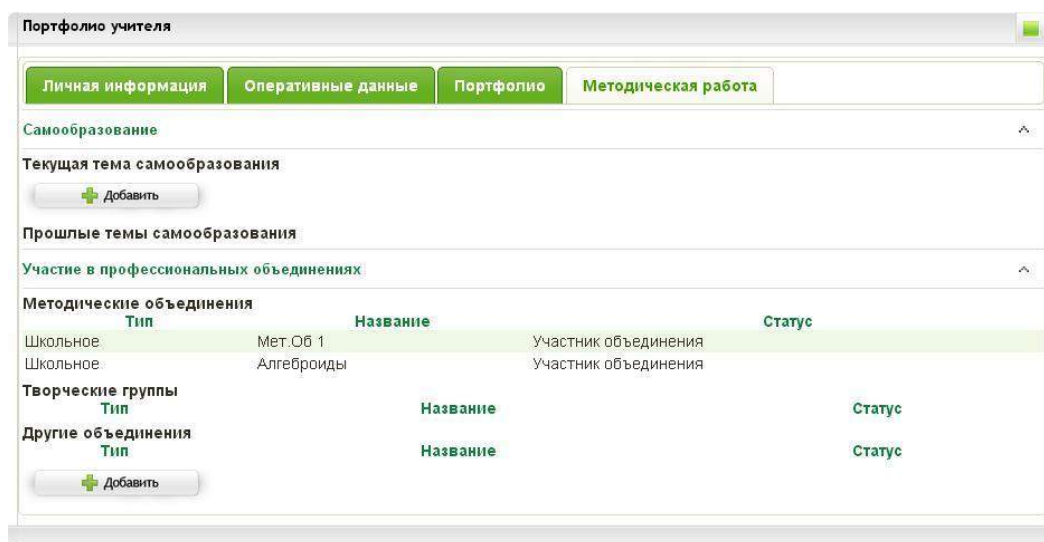 Портфолио учителя
Личная информация Оперативные данные Портфолио Методическая работа
Самообразование
Текущая тема самообразования
Добавить
Прошлые темы самообразования
Участие в профессиональных объединениях
Методические объединения
Тип Название Статус
Школьное Мет.Об 1 Участник объединения
Школьное Алгеброиды Участник объединения
Творческие группы
Тип Название Статус
Другие объединения
Тип Название Статус
Добавить